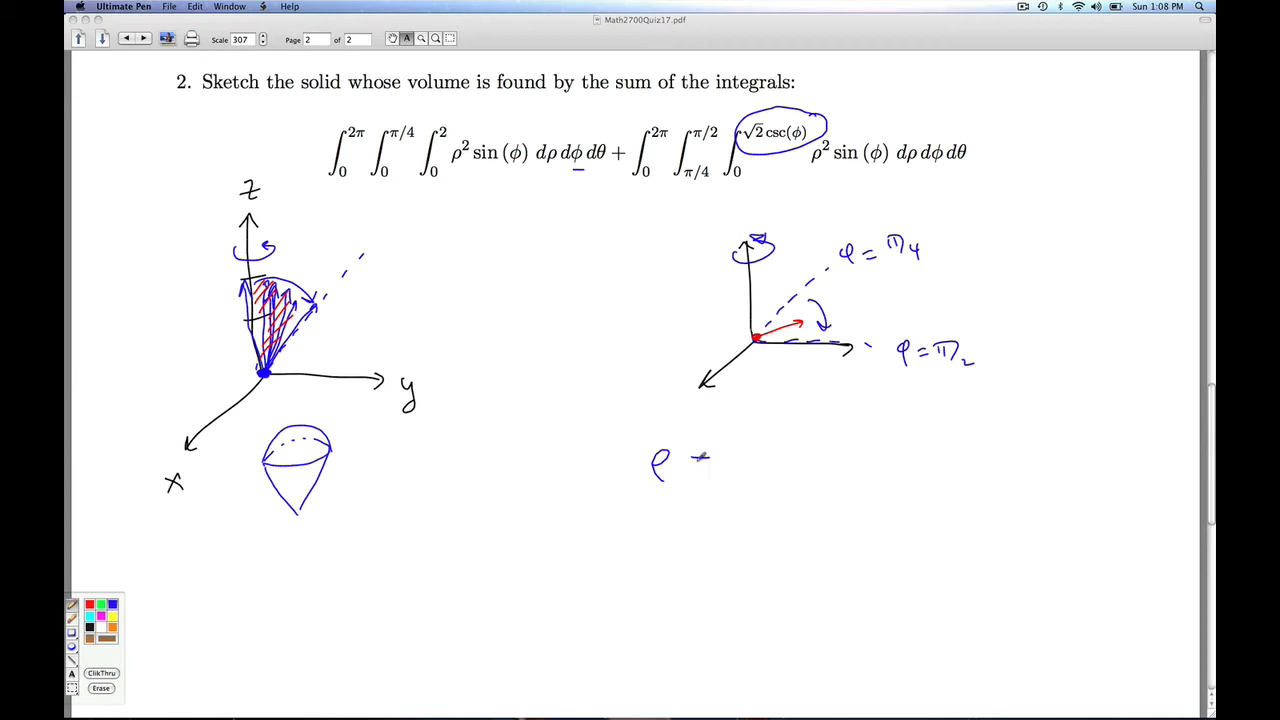 Ultimate Pen File Edit Window Help Sun 1:08 PM
Math2700Quiz17.pdf
Scale 307 Page 2 of 2
2. Sketch the solid whose volume is found by the sum of the integrals:
∫₀^{2π} ∫₀^{π/4} ∫₀^{2} ρ² sin (φ) dρ dφ dθ + ∫₀^{2π} ∫_{π/4}^{π/2} ∫₀^{√2 csc(φ)} ρ² sin (φ) dρ dφ dθ
z
φ = π/4
φ = π/2
y
ρ
x
A
ClikThru
Erase